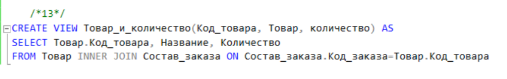 /*13*/
CREATE VIEW Товар_и_количество(Код_товара, Товар, количество) AS
SELECT Товар.Код_товара, Название, Количество
FROM Товар INNER JOIN Состав_заказа ON Состав_заказа.Код_заказа=Товар.Код_товара